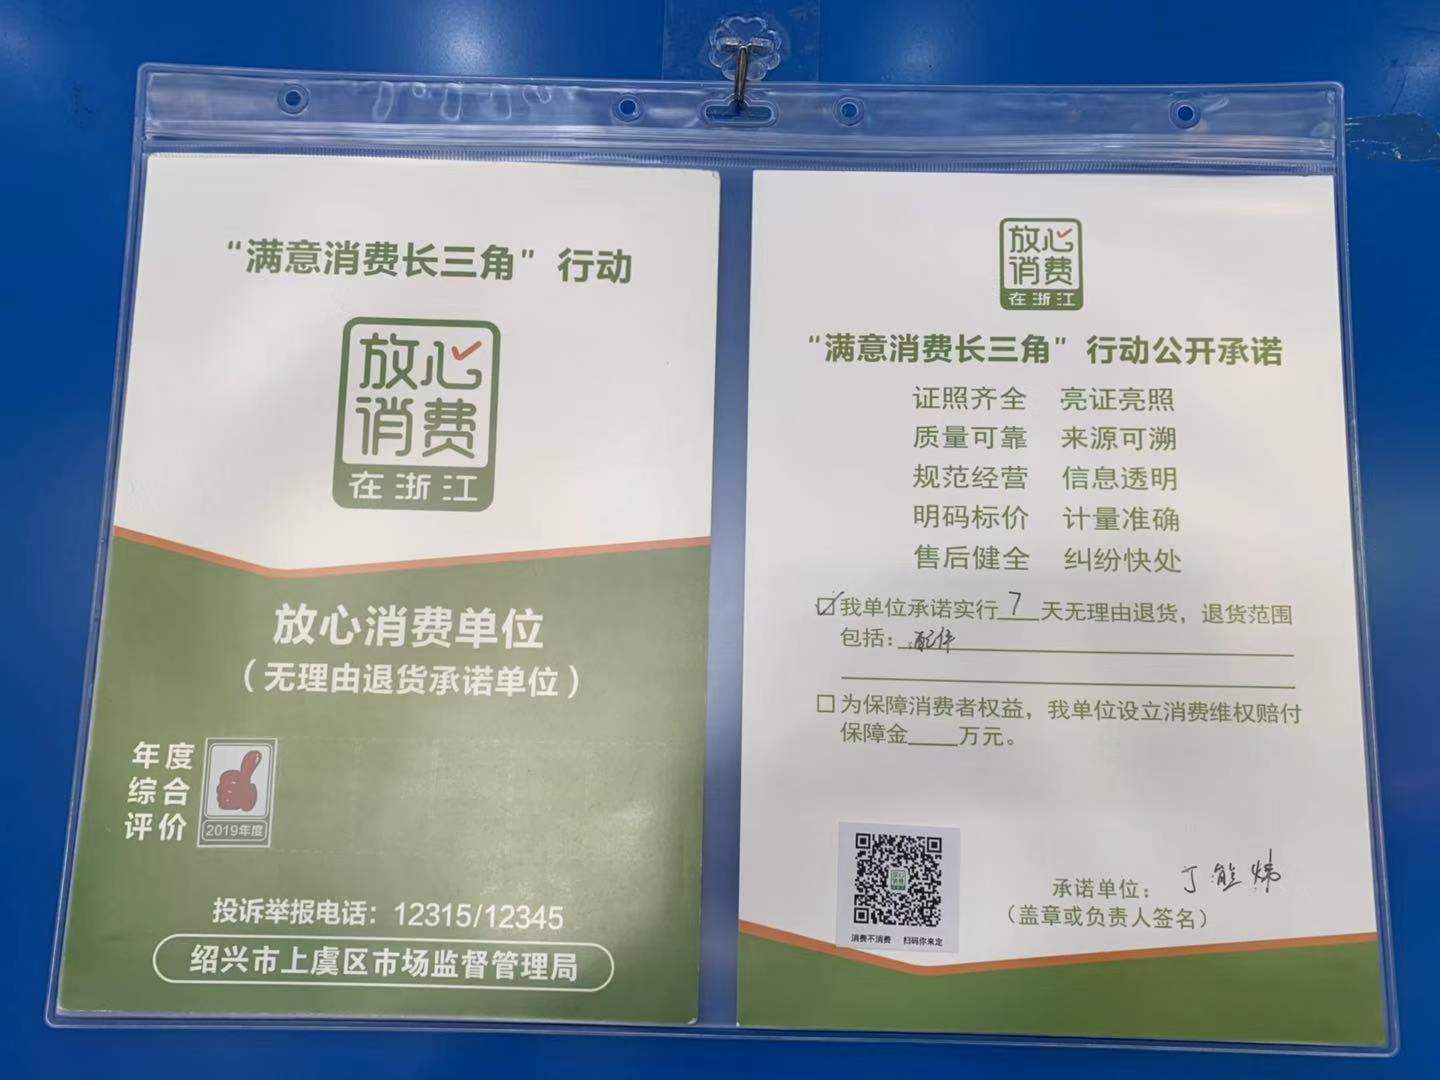 “满意消费长三角”行动
放心
消费
在浙江
放心消费单位
（无理由退货承诺单位）
年度
综合
评价
2019年度
投诉举报电话：12315/12345
绍兴市上虞区市场监督管理局
放心
消费
在浙江
“满意消费长三角”行动公开承诺
证照齐全 亮证亮照
质量可靠 来源可溯
规范经营 信息透明
明码标价 计量准确
售后健全 纠纷快处
☑我单位承诺实行7天无理由退货，退货范围
包括：配件
□为保障消费者权益，我单位设立消费维权赔付
保障金____万元。
消费不消费 扫码你来定
承诺单位：丁能炜
（盖章或负责人签名）